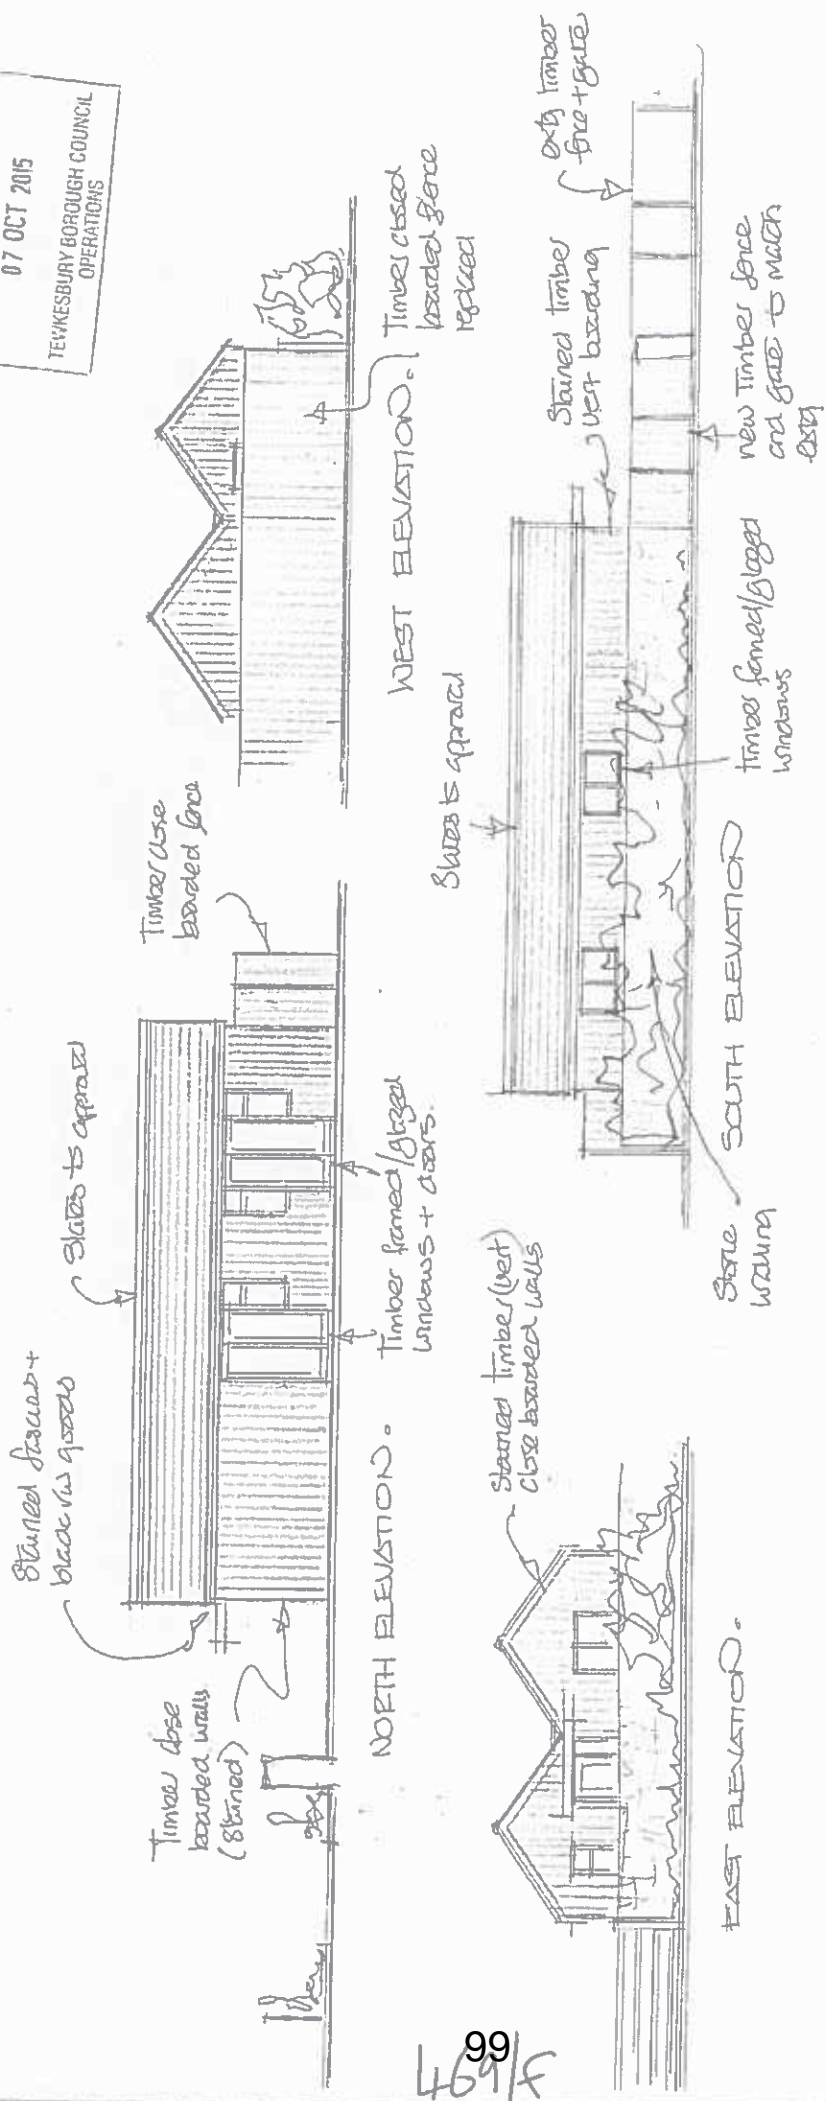 07 OCT 2015
TEWKESBURY BOROUGH COUNCIL
OPERATIONS
Stained fascias +
black r/w goods
Slates to approval
Timber close
boarded fence
Timber close
boarded walls
(Stained)
Timber framed/glazed
windows + doors.
NORTH ELEVATION.
WEST ELEVATION.
Timber closed
boarded fence
replaced
Stained timber (vert)
close boarded walls
EAST ELEVATION.
Slates to approval
Stained timber
vert boarding
extg timber
fence + gate
Stone
walling
SOUTH ELEVATION
timber framed/glazed
windows
new timber fence
and gate to match
extg
99
469/F